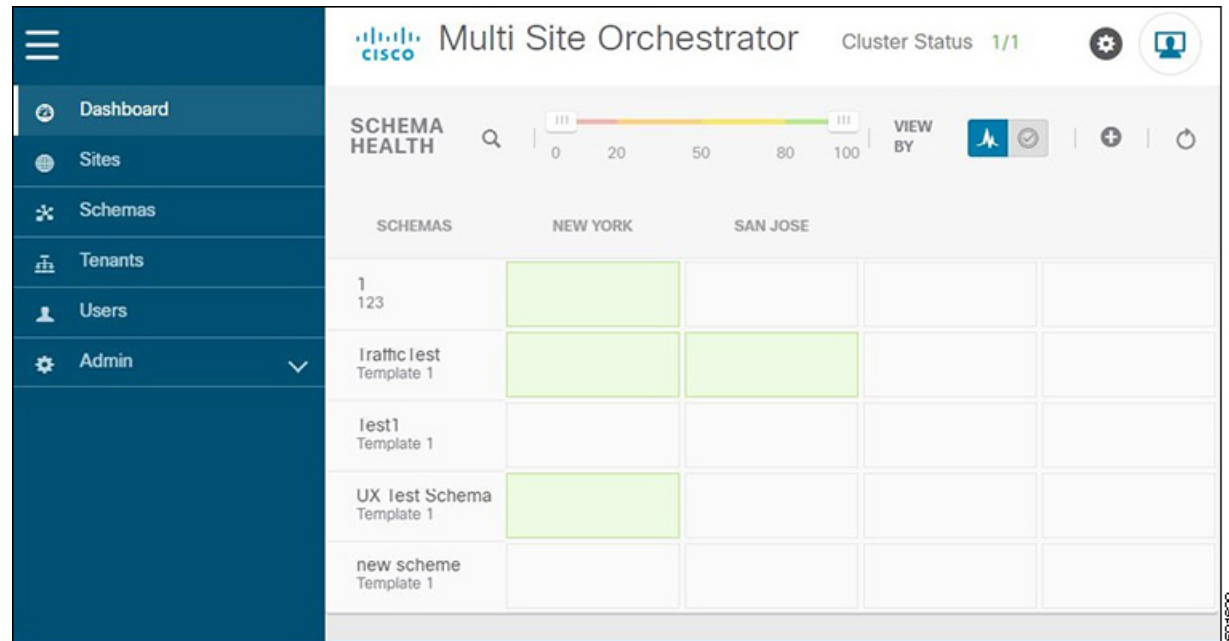 CISCO Multi Site Orchestrator Cluster Status 1/1
Dashboard
Sites
Schemas
Tenants
Users
Admin
SCHEMA HEALTH
0 20 50 80 100
VIEW BY
SCHEMAS NEW YORK SAN JOSE
1
123
TrafficTest
Template 1
Test1
Template 1
UX Test Schema
Template 1
new scheme
Template 1